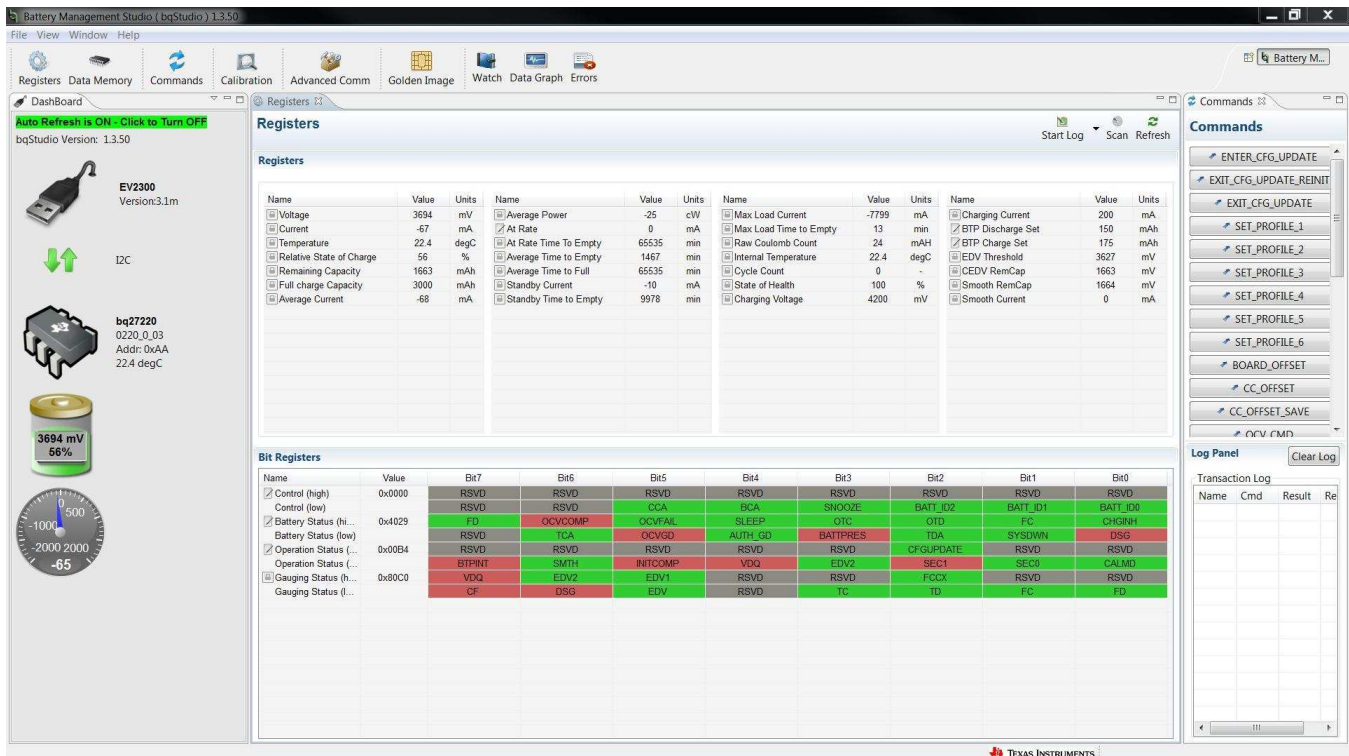 Battery Management Studio ( bqStudio ) 1.3.50
File View Window Help
Registers Data Memory Commands Calibration Advanced Comm Golden Image Watch Data Graph Errors Battery M...
DashBoard
Auto Refresh is ON - Click to Turn OFF
bqStudio Version: 1.3.50
EV2300
Version:3.1m
I2C
bq27220
0220_0_03
Addr: 0xAA
22.4 degC
3694 mV
56%
0
500
-1000
-2000 2000
-65
Registers
Registers
Start Log Scan Refresh
Registers
Name Value Units Name Value Units Name Value Units Name Value Units
Voltage 3694 mV Average Power -25 cW Max Load Current -7799 mA Charging Current 200 mA
Current -67 mA At Rate 0 mA Max Load Time to Empty 13 min BTP Discharge Set 150 mAh
Temperature 22.4 degC At Rate Time To Empty 65535 min Raw Coulomb Count 24 mAH BTP Charge Set 175 mAh
Relative State of Charge 56 % Average Time to Empty 1467 min Internal Temperature 22.4 degC EDV Threshold 3627 mV
Remaining Capacity 1663 mAh Average Time to Full 65535 min Cycle Count 0 - CEDV RemCap 1663 mV
Full charge Capacity 3000 mAh Standby Current -10 mA State of Health 100 % Smooth RemCap 1664 mV
Average Current -68 mA Standby Time to Empty 9978 min Charging Voltage 4200 mV Smooth Current 0 mA
Bit Registers
Name Value Bit7 Bit6 Bit5 Bit4 Bit3 Bit2 Bit1 Bit0
Control (high) 0x0000 RSVD RSVD RSVD RSVD RSVD RSVD RSVD RSVD
Control (low) RSVD RSVD CCA BCA SNOOZE BATT_ID2 BATT_ID1 BATT_ID0
Battery Status (hi... 0x4029 FD OCVCOMP OCVFAIL SLEEP OTC OTD FC CHGINH
Battery Status (low) RSVD TCA OCVGD AUTH_GD BATTPRES TDA SYSDWN DSG
Operation Status (... 0x00B4 RSVD RSVD RSVD RSVD RSVD CFGUPDATE RSVD RSVD
Operation Status (... BTPINT SMTH INITCOMP VDQ EDV2 SEC1 SEC0 CALMD
Gauging Status (h... 0x80C0 VDQ EDV2 EDV1 RSVD RSVD FCCX RSVD RSVD
Gauging Status (l... CF DSG EDV RSVD TC TD FC FD
Commands
Commands
ENTER_CFG_UPDATE
EXIT_CFG_UPDATE_REINIT
EXIT_CFG_UPDATE
SET_PROFILE_1
SET_PROFILE_2
SET_PROFILE_3
SET_PROFILE_4
SET_PROFILE_5
SET_PROFILE_6
BOARD_OFFSET
CC_OFFSET
CC_OFFSET_SAVE
OCV CMD
Log Panel Clear Log
Transaction Log
Name Cmd Result Re
TEXAS INSTRUMENTS